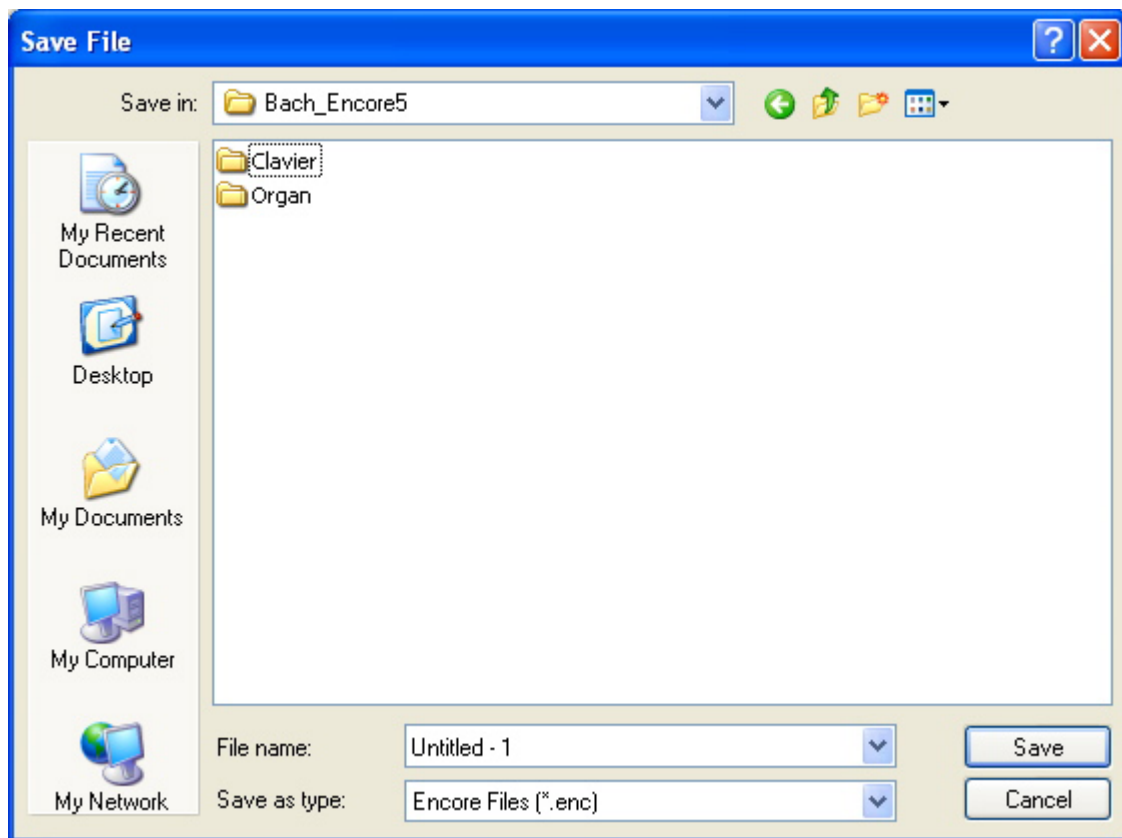 Save File
Save in: Bach_Encore5
Clavier
Organ
My Recent
Documents
Desktop
My Documents
My Computer
My Network
File name: Untitled - 1 Save
Save as type: Encore Files (*.enc) Cancel